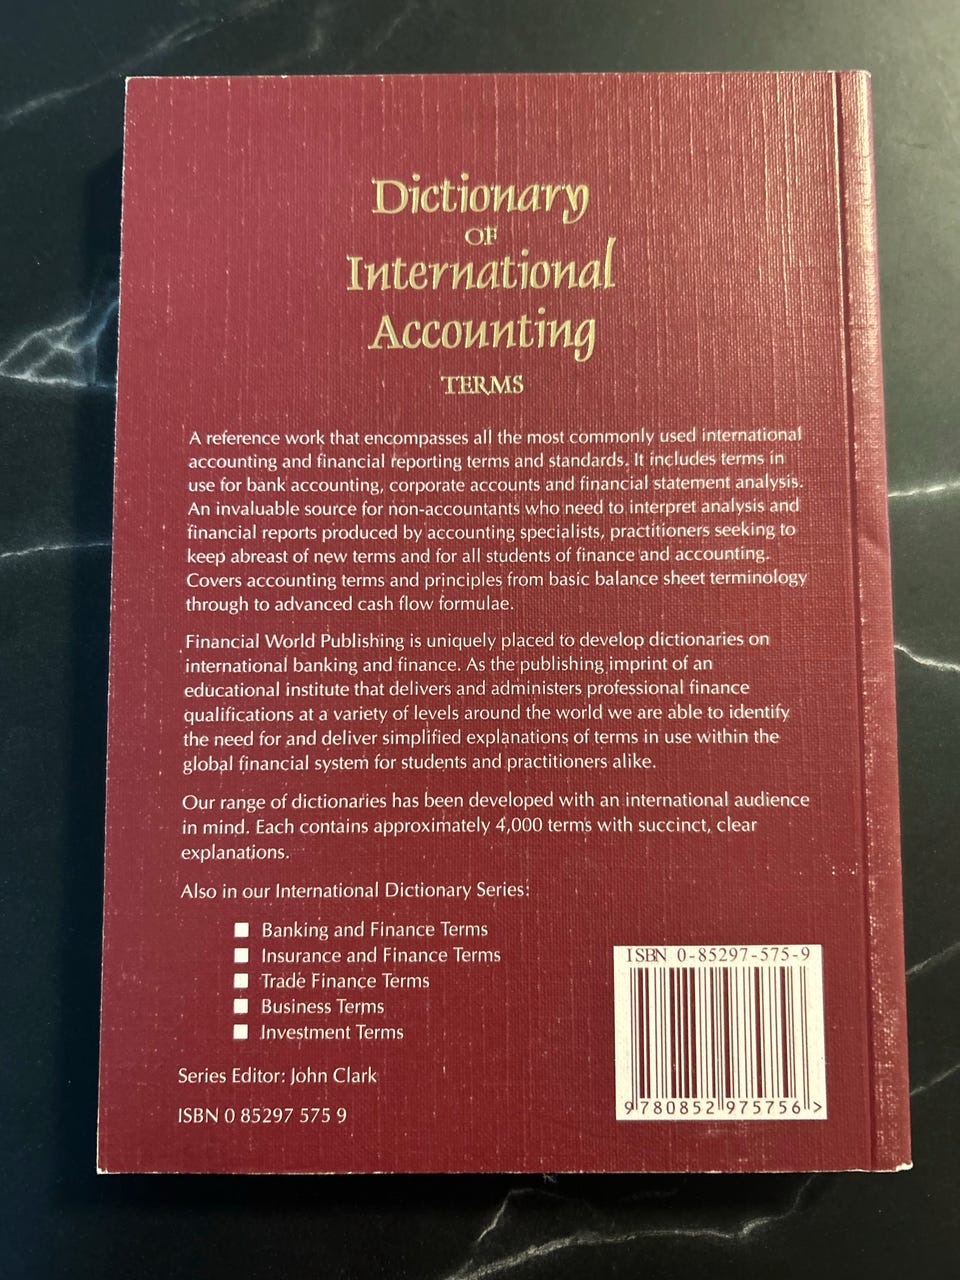 Dictionary
OF
International
Accounting
TERMS
A reference work that encompasses all the most commonly used international
accounting and financial reporting terms and standards. It includes terms in
use for bank accounting, corporate accounts and financial statement analysis.
An invaluable source for non-accountants who need to interpret analysis and
financial reports produced by accounting specialists, practitioners seeking to
keep abreast of new terms and for all students of finance and accounting.
Covers accounting terms and principles from basic balance sheet terminology
through to advanced cash flow formulae.
Financial World Publishing is uniquely placed to develop dictionaries on
international banking and finance. As the publishing imprint of an
educational institute that delivers and administers professional finance
qualifications at a variety of levels around the world we are able to identify
the need for and deliver simplified explanations of terms in use within the
global financial system for students and practitioners alike.
Our range of dictionaries has been developed with an international audience
in mind. Each contains approximately 4,000 terms with succinct, clear
explanations.
Also in our International Dictionary Series:
Banking and Finance Terms
Insurance and Finance Terms
Trade Finance Terms
Business Terms
Investment Terms
Series Editor: John Clark
ISBN 0 85297 575 9
ISBN 0-85297-575-9
9 780852 975756 >